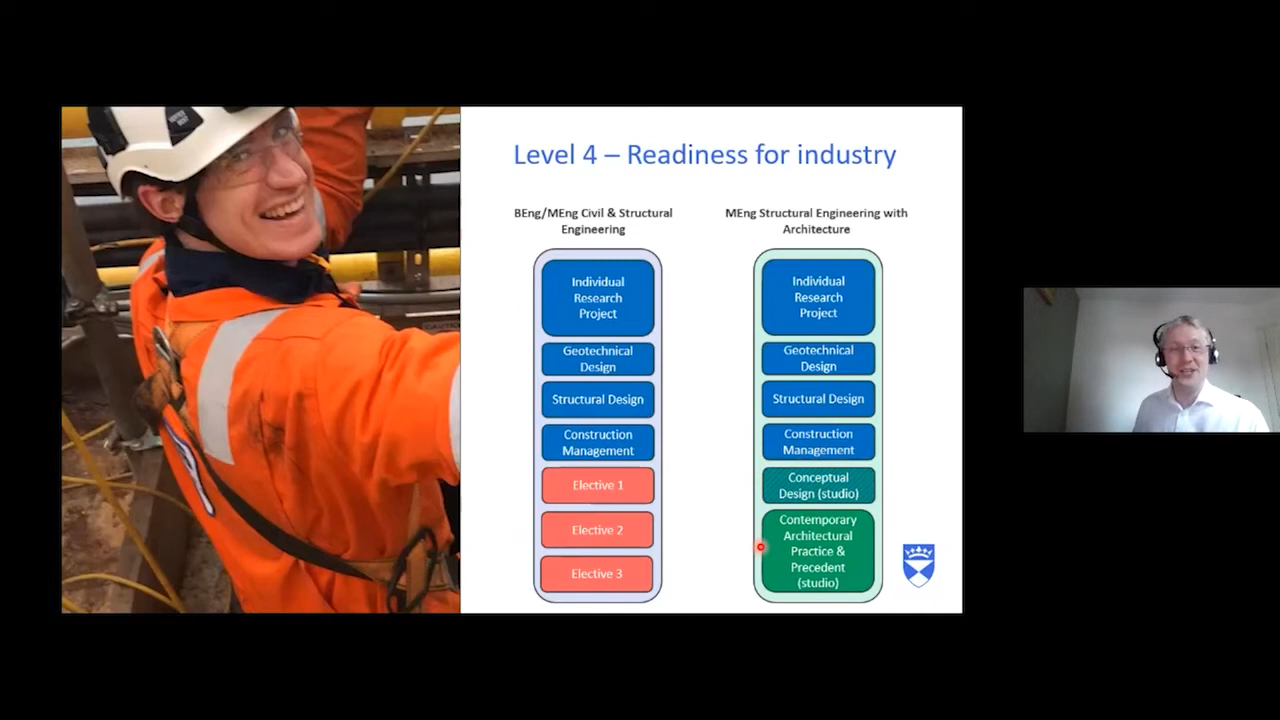 Level 4 – Readiness for industry
BEng/MEng Civil & Structural
Engineering
Individual
Research
Project
Geotechnical
Design
Structural Design
Construction
Management
Elective 1
Elective 2
Elective 3
MEng Structural Engineering with
Architecture
Individual
Research
Project
Geotechnical
Design
Structural Design
Construction
Management
Conceptual
Design (studio)
Contemporary
Architectural
Practice &
Precedent
(studio)